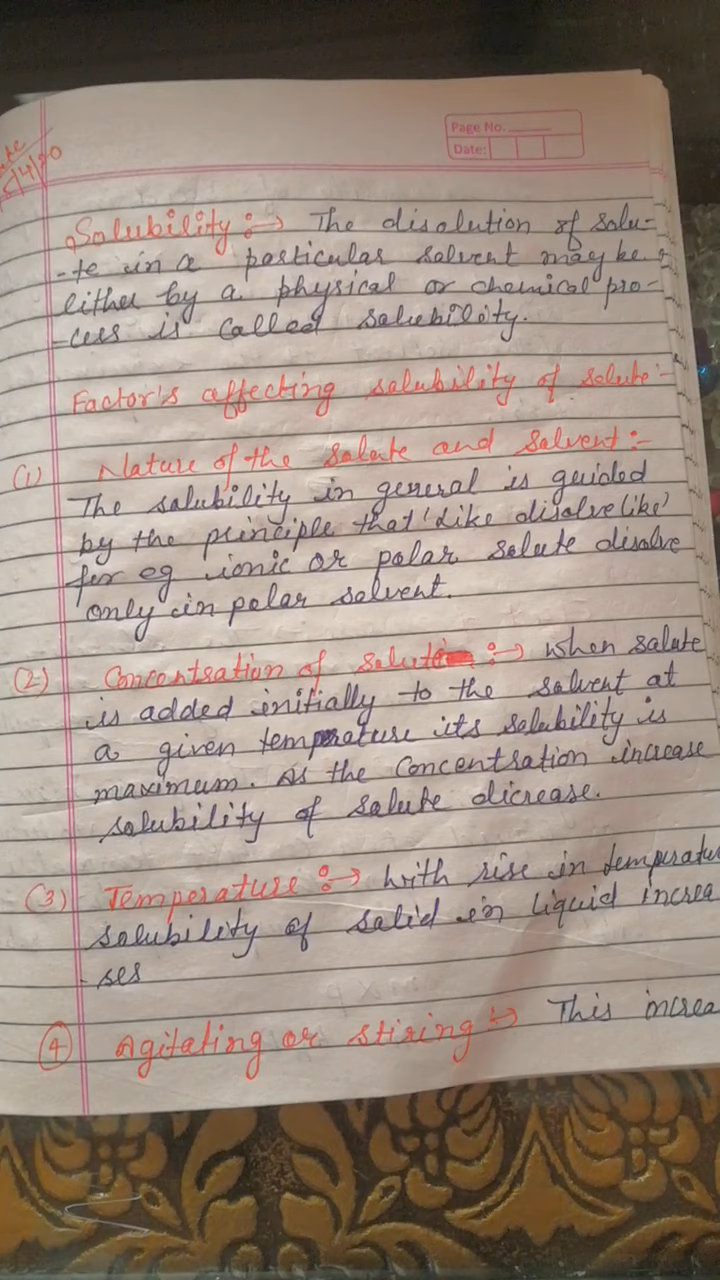 Page No.
Date:
Solubility :→ The disolution of solu-
-te in a particular solvent may be
either by a physical or chemical pro-
-cess is called solubility.
Factor's affecting solubility of solute :-
(1) Nature of the solute and solvent :-
The solubility in general is guided
by the principle that 'Like disolve like'
for eg ionic or polar solute disolve
only in polar solvent.
(2) Concentration of solute :→ when solute
is added initially to the solvent at
a given temperature its solubility is
maximum. As the concentration increase
solubility of solute dicrease.
(3) Temperature :→ With rise in temperatu
solubility of solid in liquid increa
-ses
(4) Agitating or stiring :→ This increa